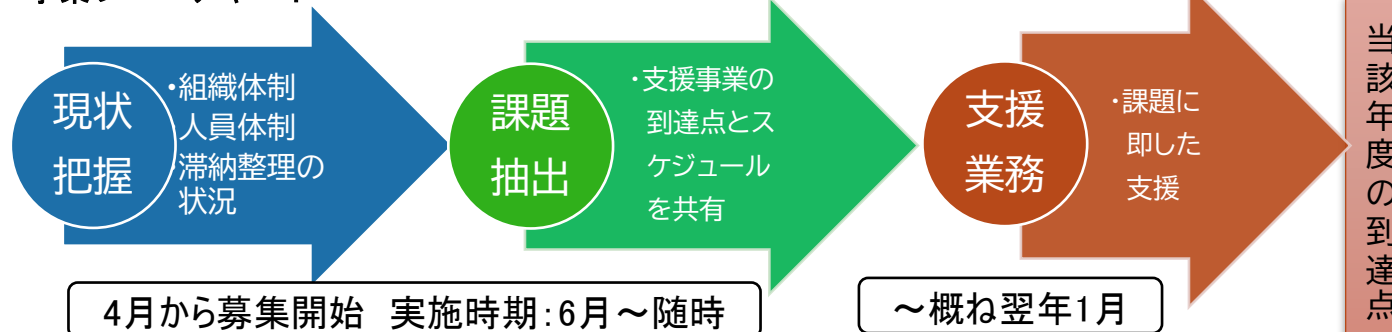 現状
把握
・組織体制
人員体制
・滞納整理の
状況
課題
抽出
・支援事業の
到達点とス
ケジュール
を共有
支援
業務
・課題に
即した
支援
当該年度の到達点
4月から募集開始 実施時期:6月～随時
～概ね翌年1月